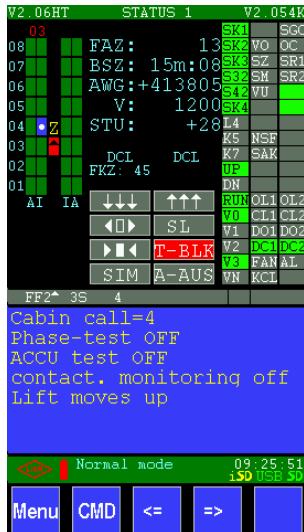 V2.06HT STATUS 1 V2.054K
03 SK1 SGO
08 FAZ: 13 SK2 VO OC
07 BSZ: 15m:08 SK3 SZ SR1
S32 SM SR2
06 AWG:+413805 S42 VU
05 V: 1200 SK4
04 Z STU: +28 L4
K5 NSF
03 DCL DCL K7 SAK
02 FKZ: 45 UP
01 DN
AI IA ↓↓↓ ↑↑↑ RUN OL1 OL2
V0 CL1 CL2
SL V1 DO1 DO2
T-BLK V2 DC1 DC2
V3 FAN AL
SIM A-AUS VN KCL
FF2 3S 4
Cabin call=4
Phase-test OFF
ACCU test OFF
contact. monitoring off
Lift moves up
Normal mode 09:25:51
iSD USB SD
Menu CMD <= =>